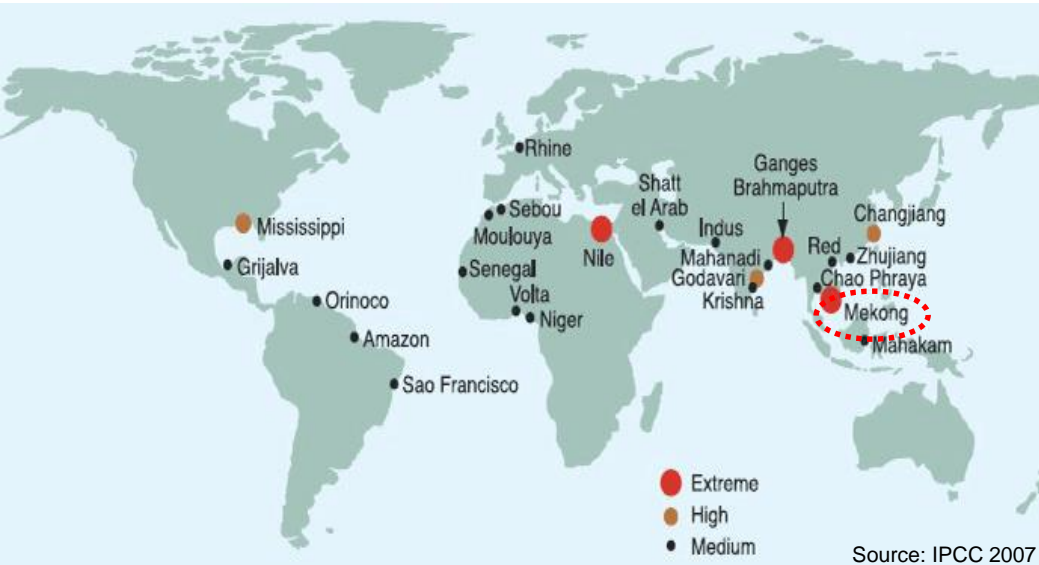 Rhine
Ganges
Brahmaputra
Shatt
el Arab
Sebou
Moulouya
Changjiang
Mississippi
Indus
Nile
Red
Zhujiang
Mahanadi
Grijalva
Senegal
Godavari
Chao Phraya
Krishna
Volta
Orinoco
Niger
Mekong
Amazon
Mahakam
Sao Francisco
Extreme
High
Medium
Source: IPCC 2007